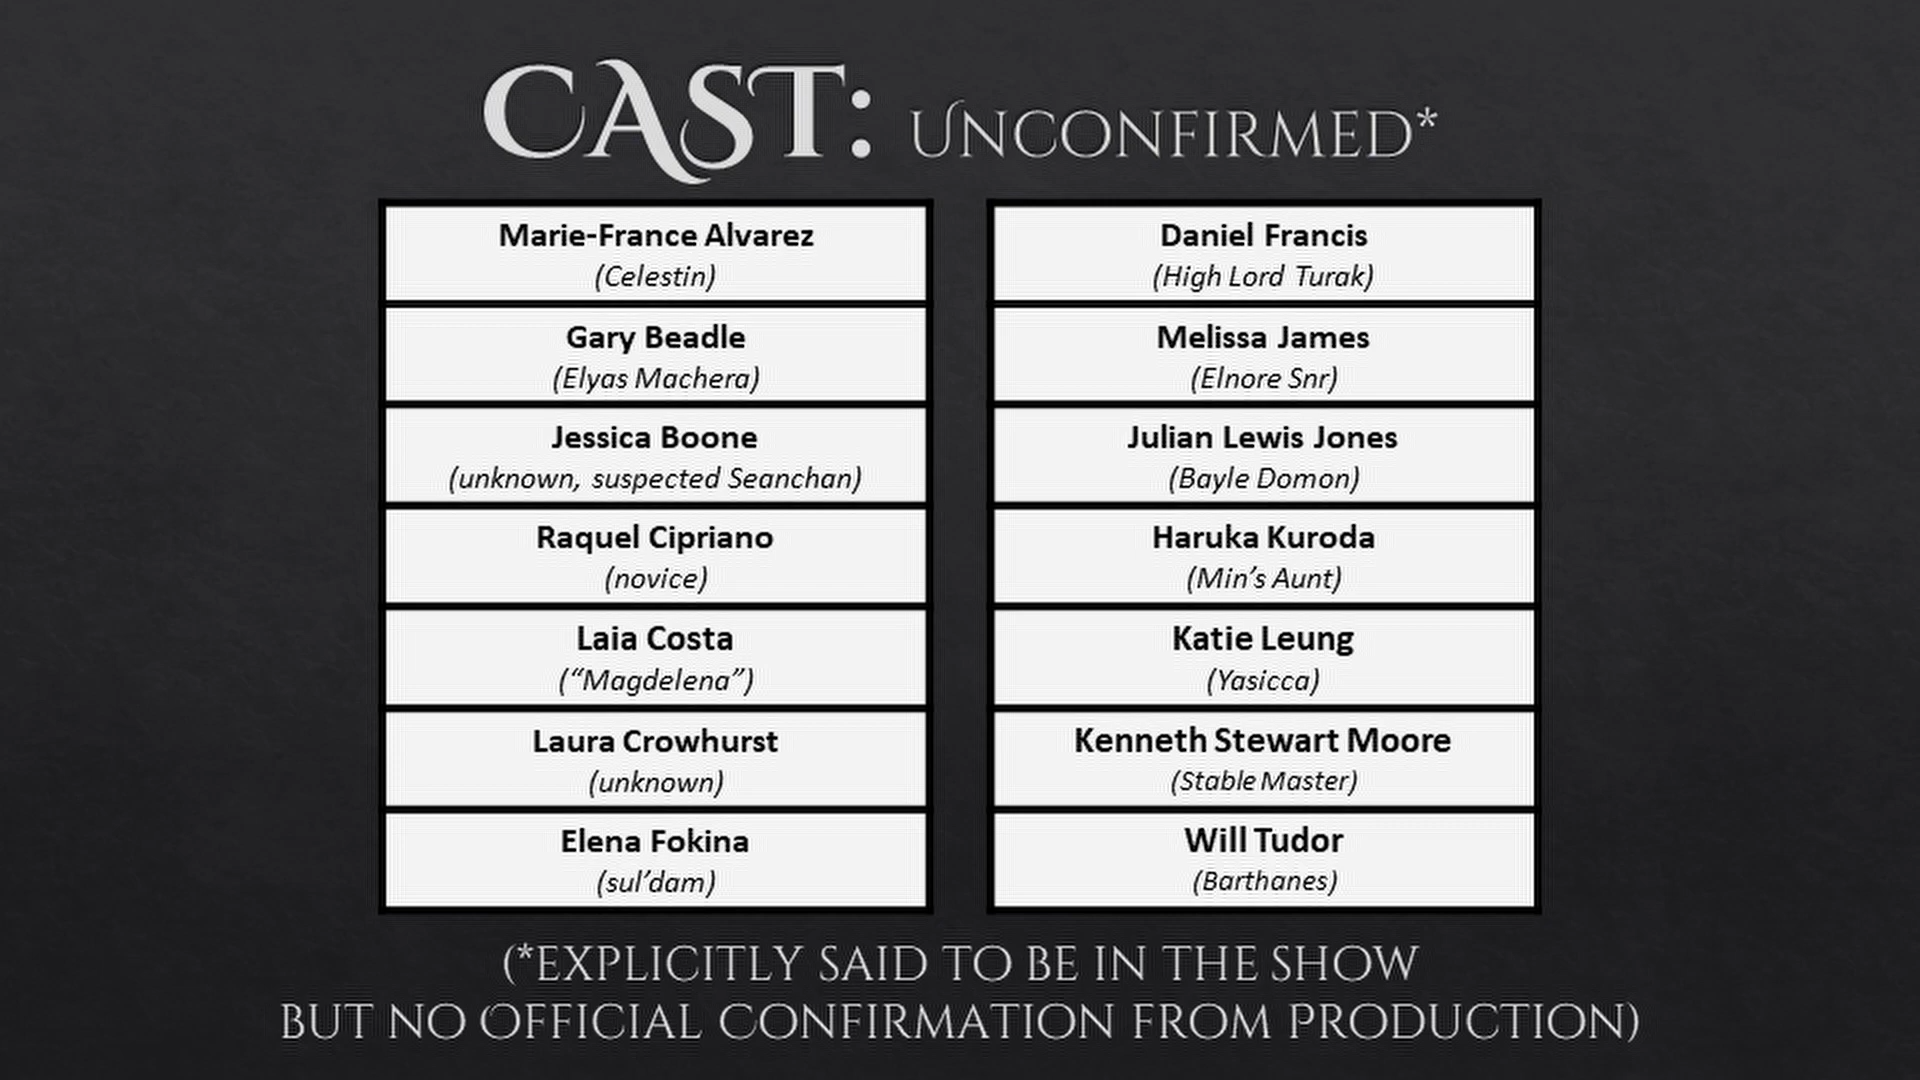 CAST: UNCONFIRMED*
Marie-France Alvarez
(Celestin)
Gary Beadle
(Elyas Machera)
Jessica Boone
(unknown, suspected Seanchan)
Raquel Cipriano
(novice)
Laia Costa
(“Magdelena”)
Laura Crowhurst
(unknown)
Elena Fokina
(sul’dam)
Daniel Francis
(High Lord Turak)
Melissa James
(Elnore Snr)
Julian Lewis Jones
(Bayle Domon)
Haruka Kuroda
(Min’s Aunt)
Katie Leung
(Yasicca)
Kenneth Stewart Moore
(Stable Master)
Will Tudor
(Barthanes)
(*EXPLICITLY SAID TO BE IN THE SHOW
BUT NO OFFICIAL CONFIRMATION FROM PRODUCTION)